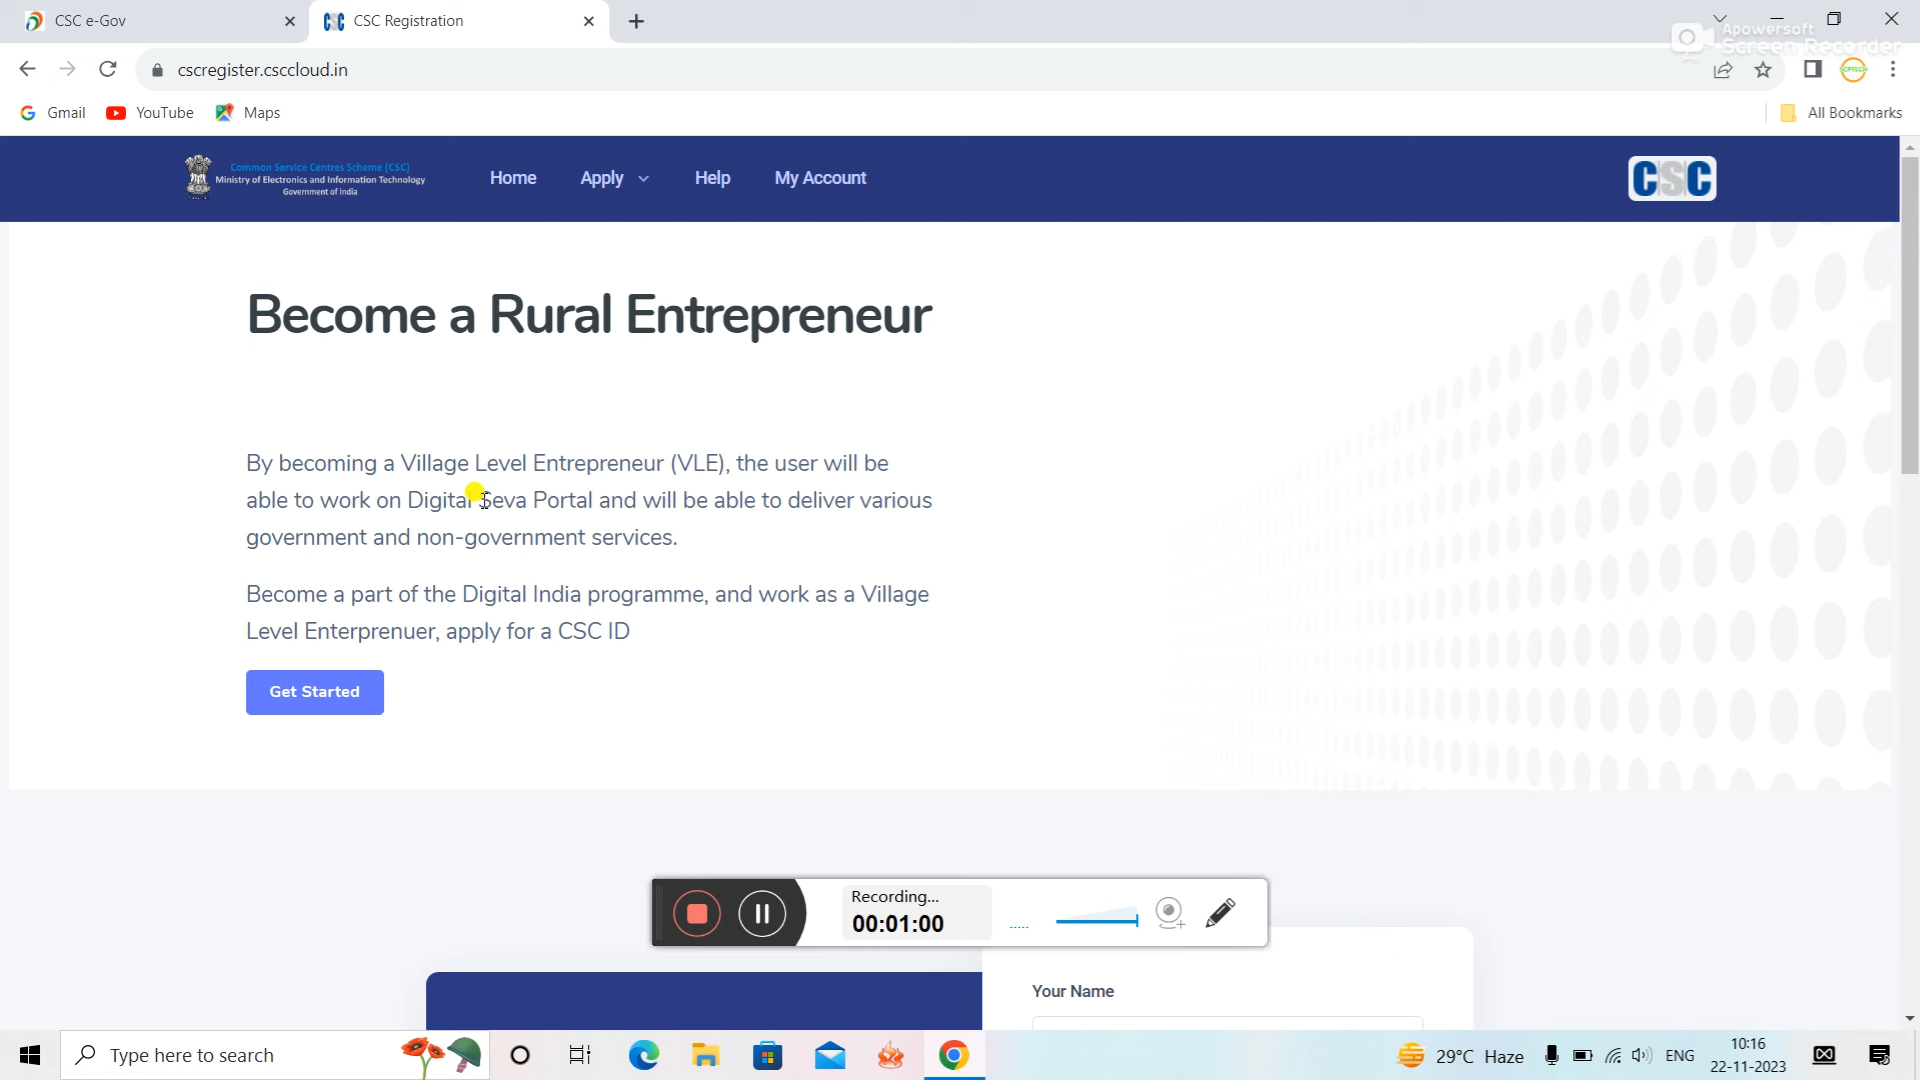 CSC e-Gov
CSC Registration
Apowersoft
Screen Recorder
cscregister.csccloud.in
SCPTECH
Gmail
YouTube
Maps
All Bookmarks
Common Service Centres Scheme (CSC)
Ministry of Electronics and Information Technology
Government of India
Home
Apply
Help
My Account
CSC
Become a Rural Entrepreneur
By becoming a Village Level Entrepreneur (VLE), the user will be
able to work on Digital Seva Portal and will be able to deliver various
government and non-government services.
Become a part of the Digital India programme, and work as a Village
Level Enterprenuer, apply for a CSC ID
Get Started
Recording...
00:01:00
Your Name
Type here to search
29°C Haze
ENG
10:16
22-11-2023